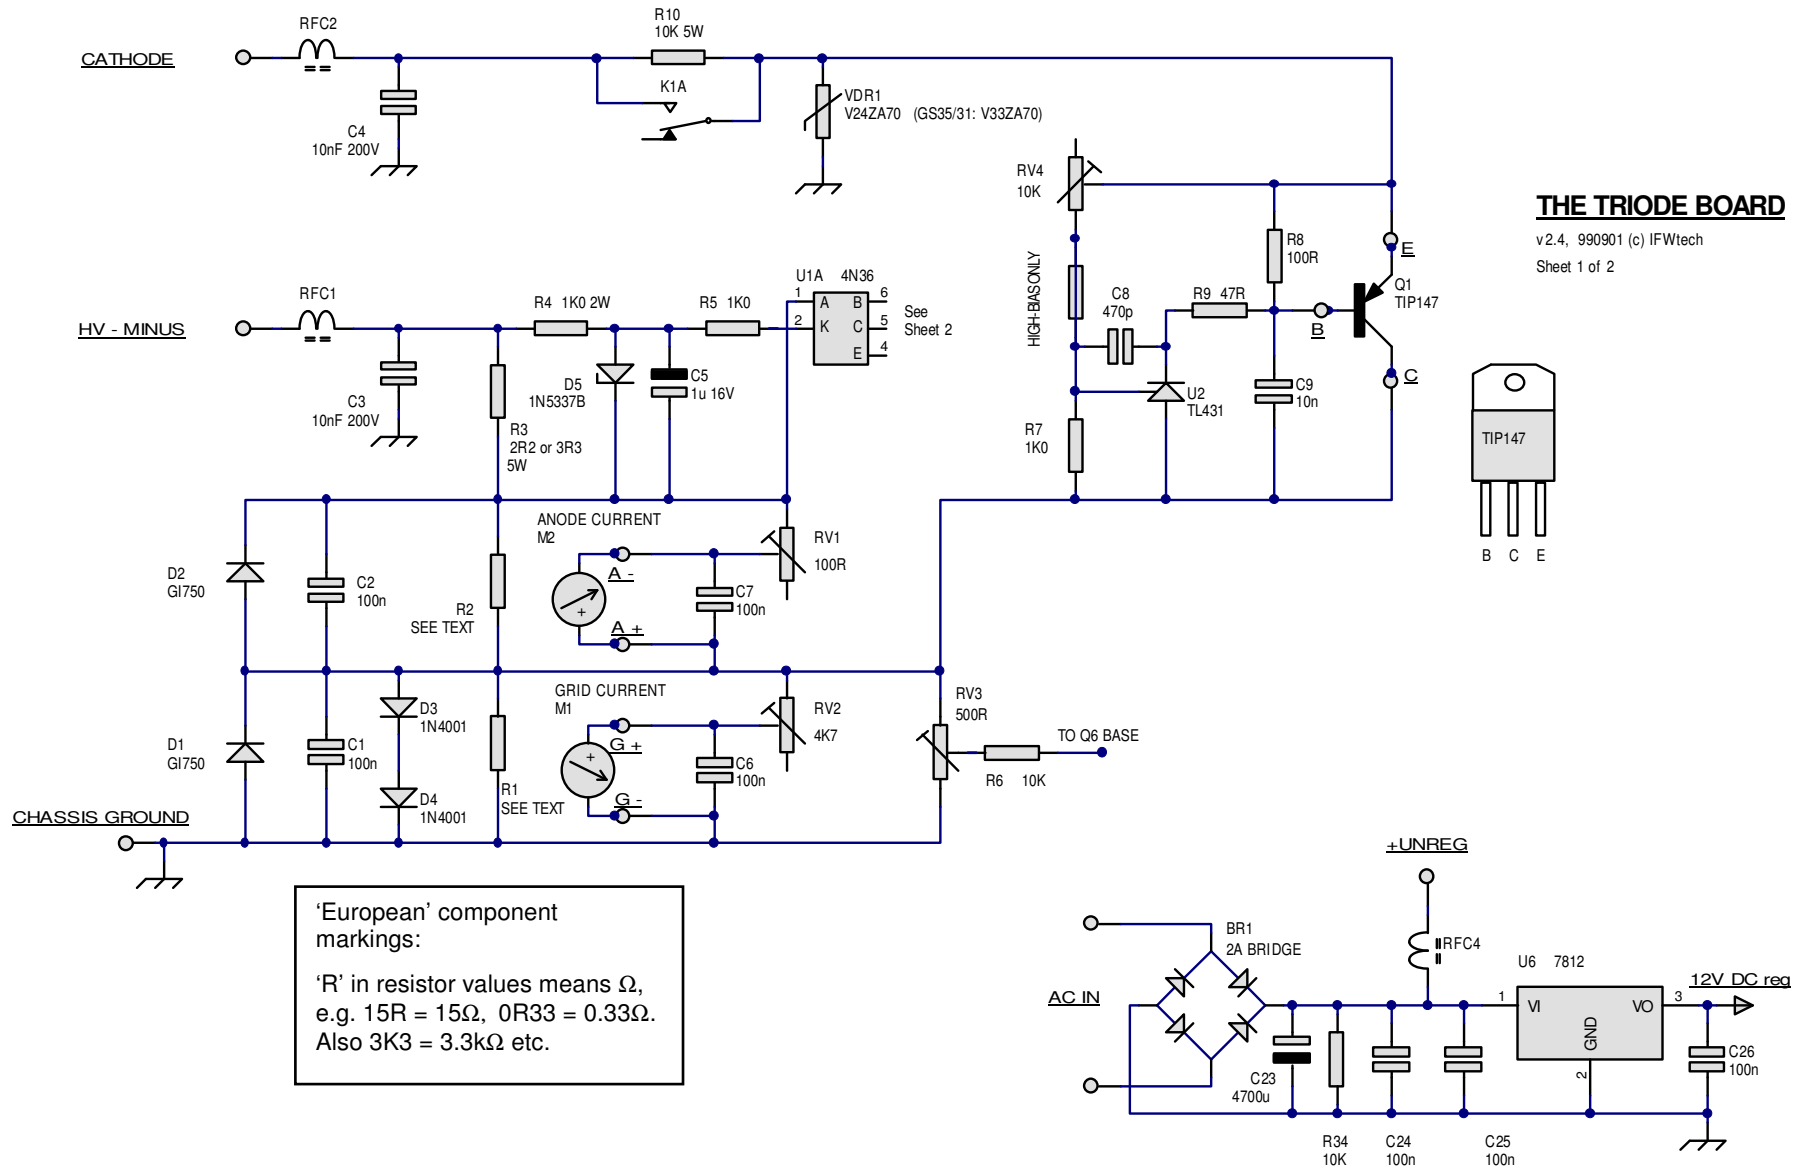 RFC2
R10
10K 5W
CATHODE
K1A
C4
10nF 200V
VDR1
V24ZA70 (GS35/31: V33ZA70)
RV4
10K
THE TRIODE BOARD
v2.4, 990901 (c) IFWtech
Sheet 1 of 2
R8
100R
E
Q1
TIP147
HIGH-BIAS ONLY
C8
470p
R9 47R
B
C
U2
TL431
C9
10n
R7
1K0
TIP147
B C E
RFC1
HV - MINUS
R4 1K0 2W
R5 1K0
U1A 4N36
1
2
A
K
B
C
E
6
5
4
See
Sheet 2
C3
10nF 200V
D5
1N5337B
C5
1u 16V
R3
2R2 or 3R3
5W
ANODE CURRENT
M2
RV1
100R
A -
+
A +
C7
100n
D2
GI750
C2
100n
R2
SEE TEXT
GRID CURRENT
M1
RV2
4K7
RV3
500R
D3
1N4001
G +
+
G -
C6
100n
TO Q6 BASE
R6 10K
D1
GI750
C1
100n
D4
1N4001
R1
SEE TEXT
CHASSIS GROUND
‘European’ component
markings:
‘R’ in resistor values means Ω,
e.g. 15R = 15Ω, 0R33 = 0.33Ω.
Also 3K3 = 3.3kΩ etc.
+UNREG
BR1
2A BRIDGE
RFC4
U6 7812
12V DC reg
AC IN
1
VI
VO
3
GND
2
C23
4700u
C26
100n
R34
10K
C24
100n
C25
100n